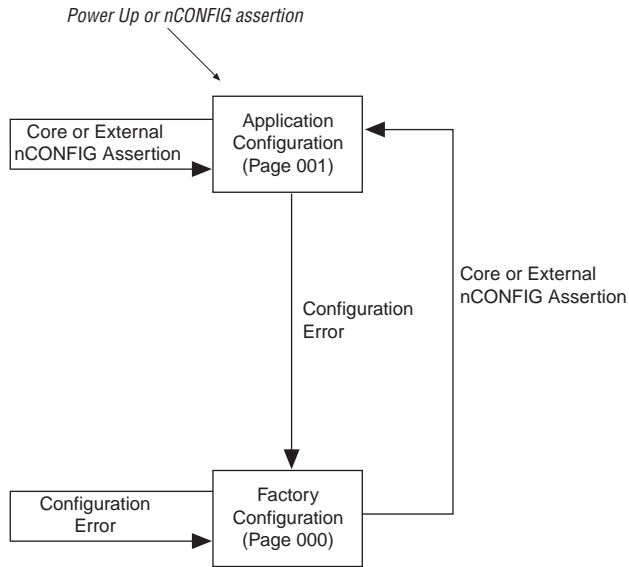 Power Up or nCONFIG assertion
Application
Configuration
(Page 001)
Core or External
nCONFIG Assertion
Core or External
nCONFIG Assertion
Configuration
Error
Factory
Configuration
(Page 000)
Configuration
Error